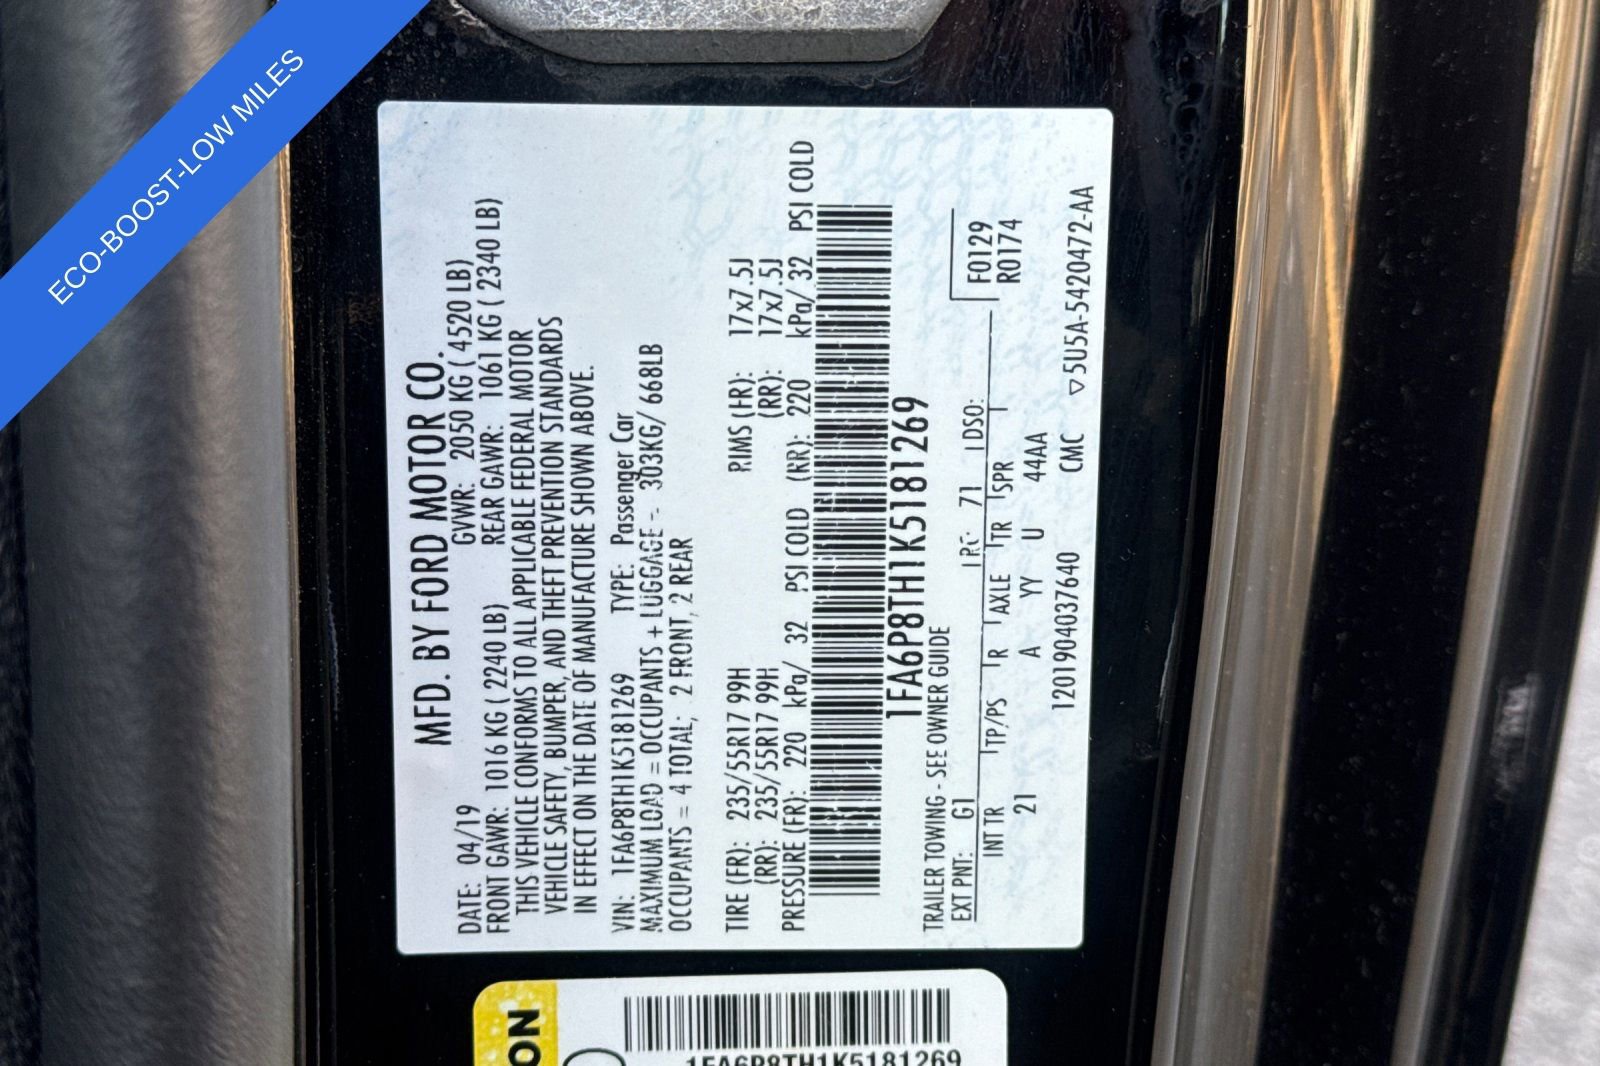 ECO-BOOST-LOW MILES
MFD. BY FORD MOTOR CO.
DATE: 04/19 GVWR: 2050 KG ( 4520 LB)
FRONT GAWR: 1016 KG ( 2240 LB) REAR GAWR: 1061 KG ( 2340 LB)
THIS VEHICLE CONFORMS TO ALL APPLICABLE FEDERAL MOTOR
VEHICLE SAFETY, BUMPER, AND THEFT PREVENTION STANDARDS
IN EFFECT ON THE DATE OF MANUFACTURE SHOWN ABOVE.
VIN: 1FA6P8TH1K5181269 TYPE: Passenger Car
MAXIMUM LOAD = OCCUPANTS + LUGGAGE = 303KG/ 668LB
OCCUPANTS = 4 TOTAL, 2 FRONT, 2 REAR
TIRE (FR): 235/55R17 99H RIMS (FR): 17x7.5J
(RR): 235/55R17 99H (RR): 17x7.5J
PRESSURE (FR): 220 kPa/ 32 PSI COLD (RR): 220 kPa/ 32 PSI COLD
1FA6P8TH1K5181269
TRAILER TOWING - SEE OWNER GUIDE
F0129
R0174
EXT PNT: G1 RC: 71 DSO:
INT TR TP/PS R AXLE TR SPR
21 A YY U 44AA
1201904037640 CMC ▽5U5A-5420472-AA
ON
1FA6P8TH1K5181269